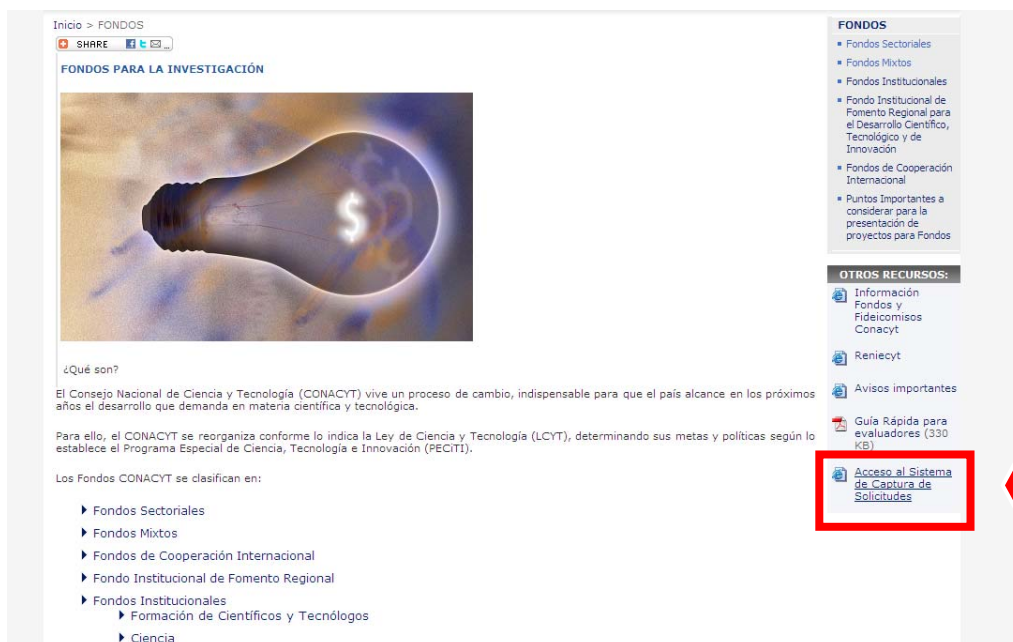 Inicio > FONDOS
SHARE
FONDOS PARA LA INVESTIGACIÓN
$
¿Qué son?
El Consejo Nacional de Ciencia y Tecnología (CONACYT) vive un proceso de cambio, indispensable para que el país alcance en los próximos
años el desarrollo que demanda en materia científica y tecnológica.
Para ello, el CONACYT se reorganiza conforme lo indica la Ley de Ciencia y Tecnología (LCYT), determinando sus metas y políticas según lo
establece el Programa Especial de Ciencia, Tecnología e Innovación (PECiTI).
Los Fondos CONACYT se clasifican en:
Fondos Sectoriales
Fondos Mixtos
Fondos de Cooperación Internacional
Fondo Institucional de Fomento Regional
Fondos Institucionales
Formación de Científicos y Tecnólogos
Ciencia
FONDOS
Fondos Sectoriales
Fondos Mixtos
Fondos Institucionales
Fondo Institucional de
Fomento Regional para
el Desarrollo Científico,
Tecnológico y de
Innovación
Fondos de Cooperación
Internacional
Puntos Importantes a
considerar para la
presentación de
proyectos para Fondos
OTROS RECURSOS:
Información
Fondos y
Fideicomisos
Conacyt
Reniecyt
Avisos importantes
Guía Rápida para
evaluadores (330
KB)
Acceso al Sistema
de Captura de
Solicitudes